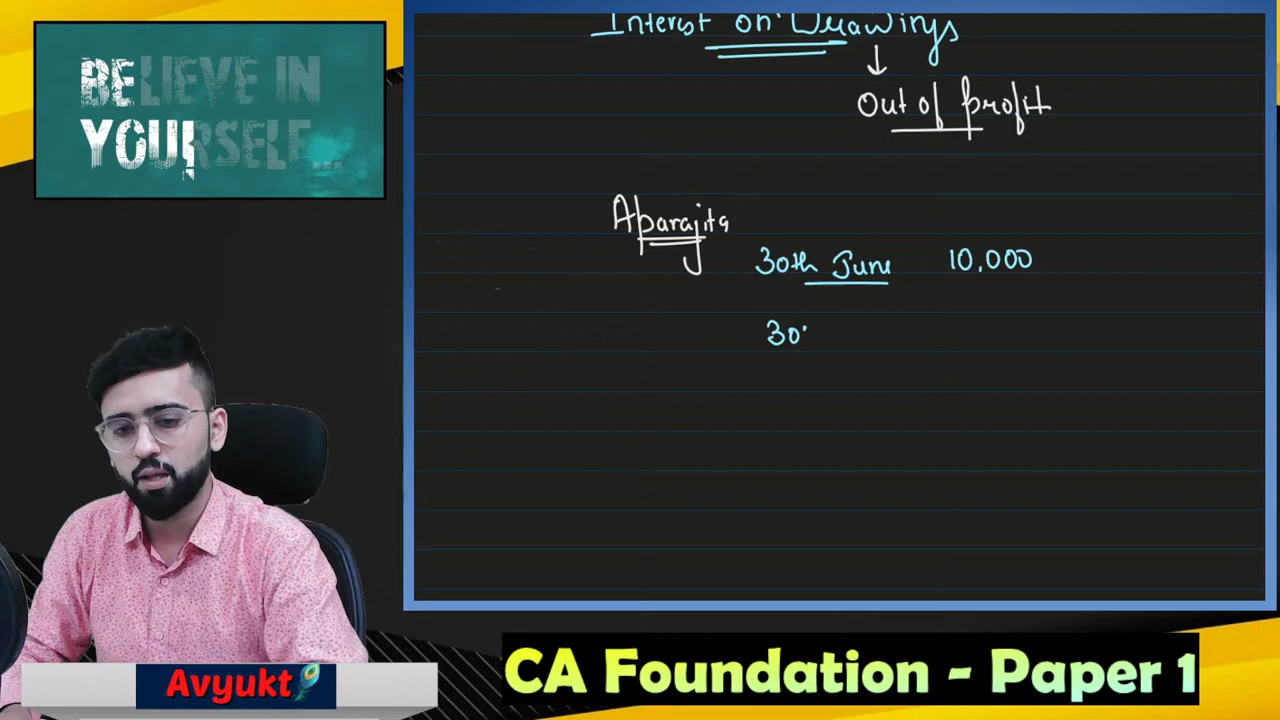 BELIEVE IN
YOURSELF...
Interest on Drawings
Out of profit
Aparajita
30th June 10,000
30
Avyukt
CA Foundation - Paper 1